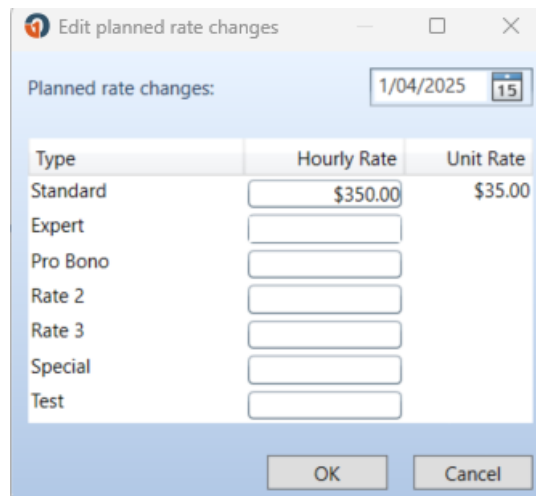 Edit planned rate changes
Planned rate changes: 1/04/2025 15
Type Hourly Rate Unit Rate
Standard $350.00 $35.00
Expert
Pro Bono
Rate 2
Rate 3
Special
Test
OK Cancel